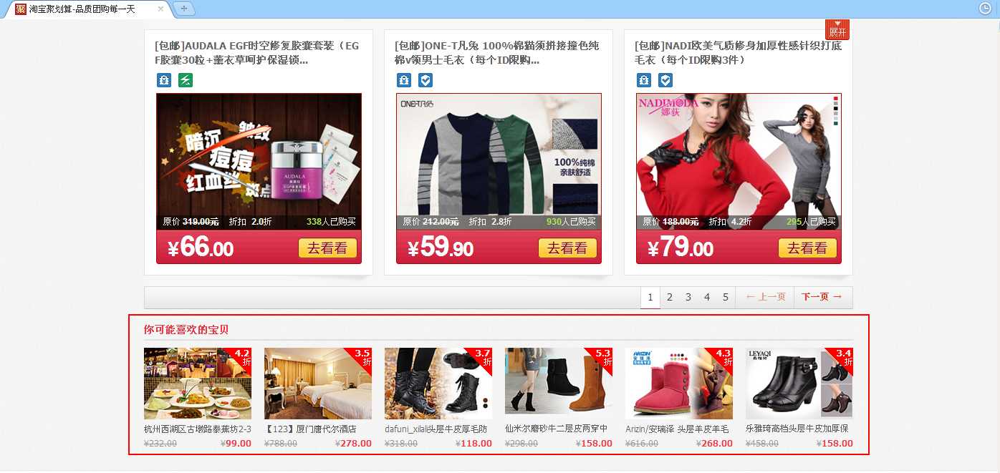 淘宝聚划算-品质团购每一天
展开
[包邮]AUDALA EGF时空修复胶囊套装（EG
F胶囊30粒+薰衣草呵护保湿锁...
暗沉
皱纹
痘痘
红血丝
斑点
AUDALA
原价 319.00元 折扣 2.0折 338人已购买
¥66.00 去看看
[包邮]ONE-T凡兔 100%棉猫须拼接撞色纯
棉v领男士毛衣（每个ID限购...
ONE-T凡兔
100%纯棉
亲肤舒适
原价 212.00元 折扣 2.8折 930人已购买
¥59.90 去看看
[包邮]NADI欧美气质修身加厚性感针织打底
毛衣（每个ID限购3件）
NADIMODA
娜荻
原价 188.00元 折扣 4.2折 295人已购买
¥79.00 去看看
1 2 3 4 5 ← 上一页 下一页 →
你可能喜欢的宝贝
4.2
折
杭州西湖区古墩路泰蕉坊2-3
¥232.00 ¥99.00
3.5
折
【123】厦门唐代尔酒店
¥788.00 ¥278.00
3.7
折
dafuni_xilali头层牛皮厚毛防
¥318.00 ¥118.00
5.3
折
仙米尔磨砂牛二层皮两穿中
¥298.00 ¥158.00
ARIZIN
安瑞泽
4.3
折
Arizin/安瑞泽 头层羊皮羊毛
¥616.00 ¥268.00
LEYAQI
乐雅琦
3.4
折
乐雅琦高档头层牛皮加厚保
¥458.00 ¥158.00